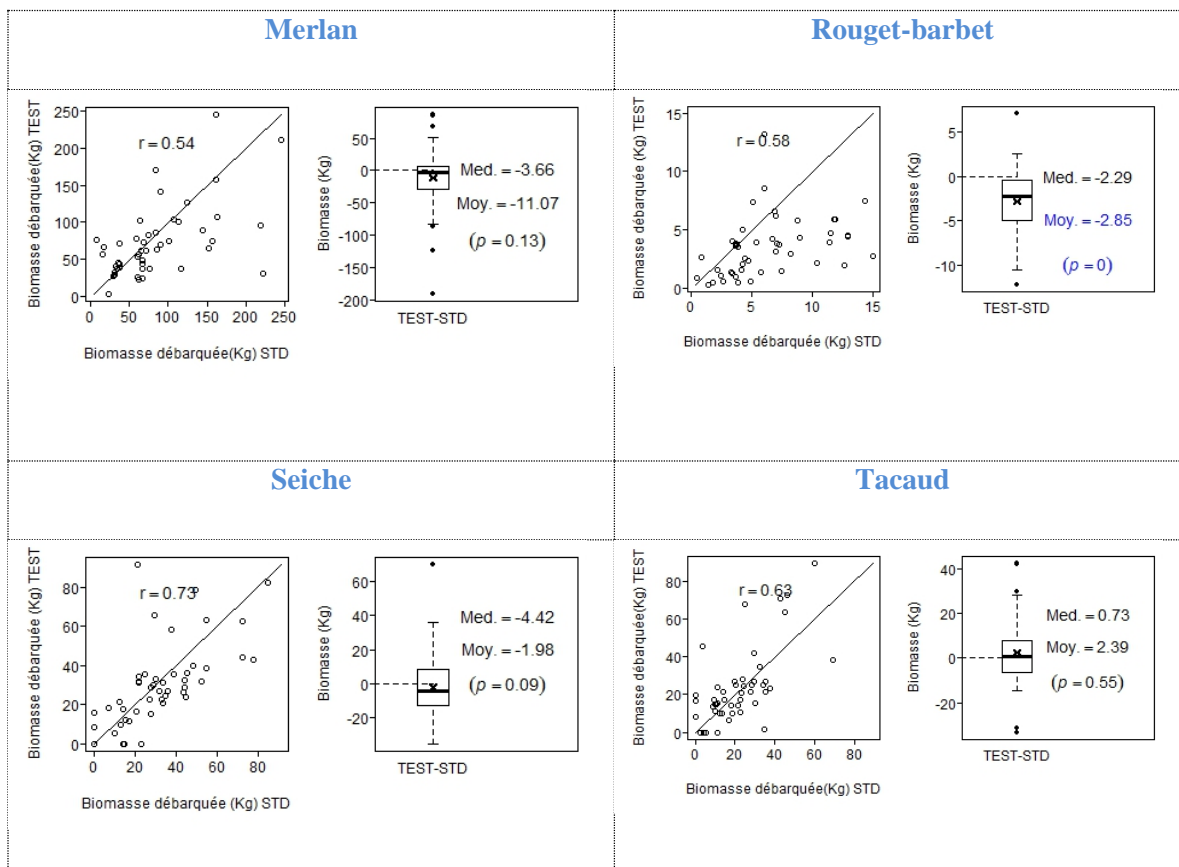 Merlan
Rouget-barbet
Biomasse débarquée(Kg) TEST
250
200
150
100
50
0
r = 0.54
0 50 100 150 200 250
Biomasse débarquée(Kg) STD
Biomasse (Kg)
50
0
-50
-100
-150
-200
Med. = -3.66
Moy. = -11.07
(p = 0.13)
TEST-STD
Biomasse débarquée (Kg) TEST
15
10
5
0
r = 0.58
0 5 10 15
Biomasse débarquée (Kg) STD
Biomasse (Kg)
5
0
-5
-10
Med. = -2.29
Moy. = -2.85
(p = 0)
TEST-STD
Seiche
Tacaud
Biomasse débarquée (Kg) TEST
80
60
40
20
0
r = 0.73
0 20 40 60 80
Biomasse débarquée (Kg) STD
Biomasse (Kg)
60
40
20
0
-20
Med. = -4.42
Moy. = -1.98
(p = 0.09)
TEST-STD
Biomasse débarquée (Kg) TEST
80
60
40
20
0
r = 0.63
0 20 40 60 80
Biomasse débarquée (Kg) STD
Biomasse (Kg)
40
20
0
-20
Med. = 0.73
Moy. = 2.39
(p = 0.55)
TEST-STD